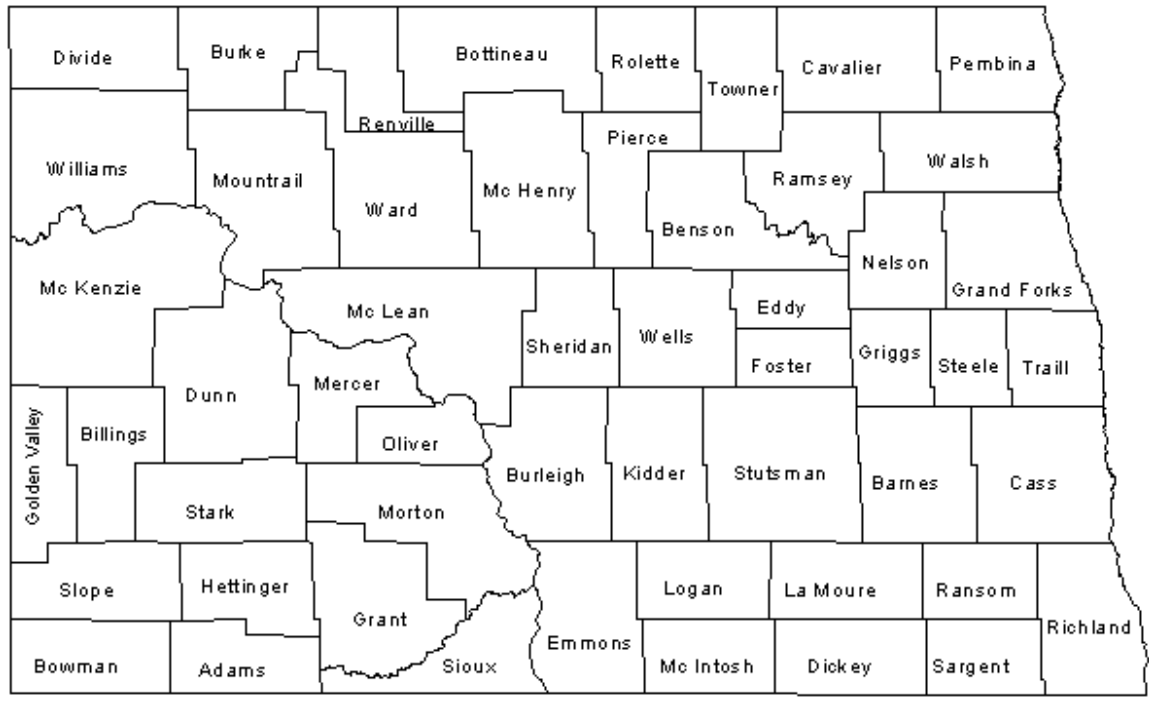 Divide
Burke
Bottineau
Rolette
Towner
Cavalier
Pembina
Renville
Pierce
Williams
Mountrail
Ward
Mc Henry
Benson
Ramsey
Walsh
Mc Kenzie
Nelson
Grand Forks
Mc Lean
Sheridan
Wells
Eddy
Foster
Griggs
Steele
Traill
Golden Valley
Billings
Dunn
Mercer
Oliver
Burleigh
Kidder
Stutsman
Barnes
Cass
Stark
Morton
Slope
Hettinger
Grant
Emmons
Logan
La Moure
Ransom
Richland
Bowman
Adams
Sioux
Mc Intosh
Dickey
Sargent